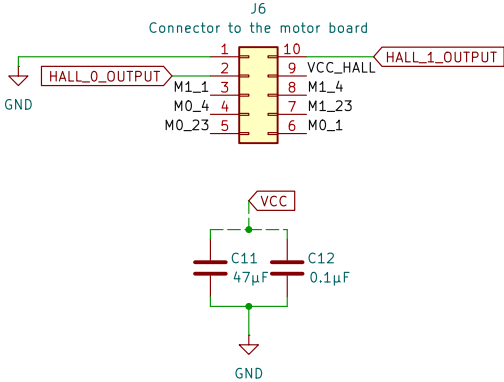 J6
Connector to the motor board
1 10 HALL_1_OUTPUT
HALL_0_OUTPUT 2 9 VCC_HALL
GND M1_1 3 8 M1_4
M0_4 4 7 M1_23
M0_23 5 6 M0_1
VCC
C11 C12
47µF 0.1µF
GND